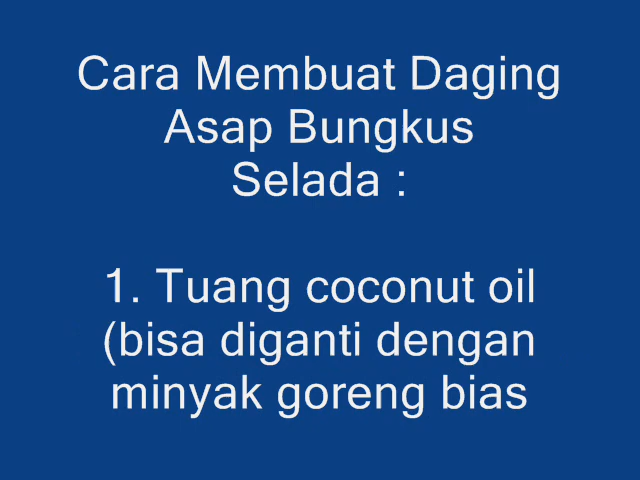 Cara Membuat Daging
Asap Bungkus
Selada :
1. Tuang coconut oil
(bisa diganti dengan
minyak goreng bias